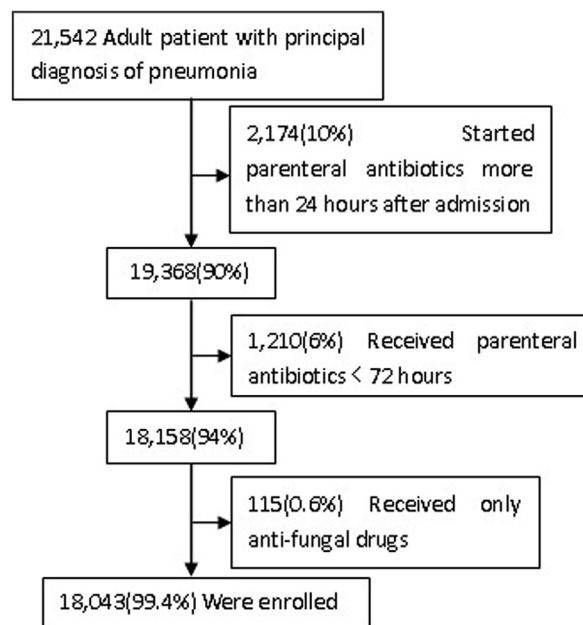 21,542 Adult patient with principal
diagnosis of pneumonia
2,174(10%) Started
parenteral antibiotics more
than 24 hours after admission
19,368(90%)
1,210(6%) Received parenteral
antibiotics < 72 hours
18,158(94%)
115(0.6%) Received only
anti-fungal drugs
18,043(99.4%) Were enrolled